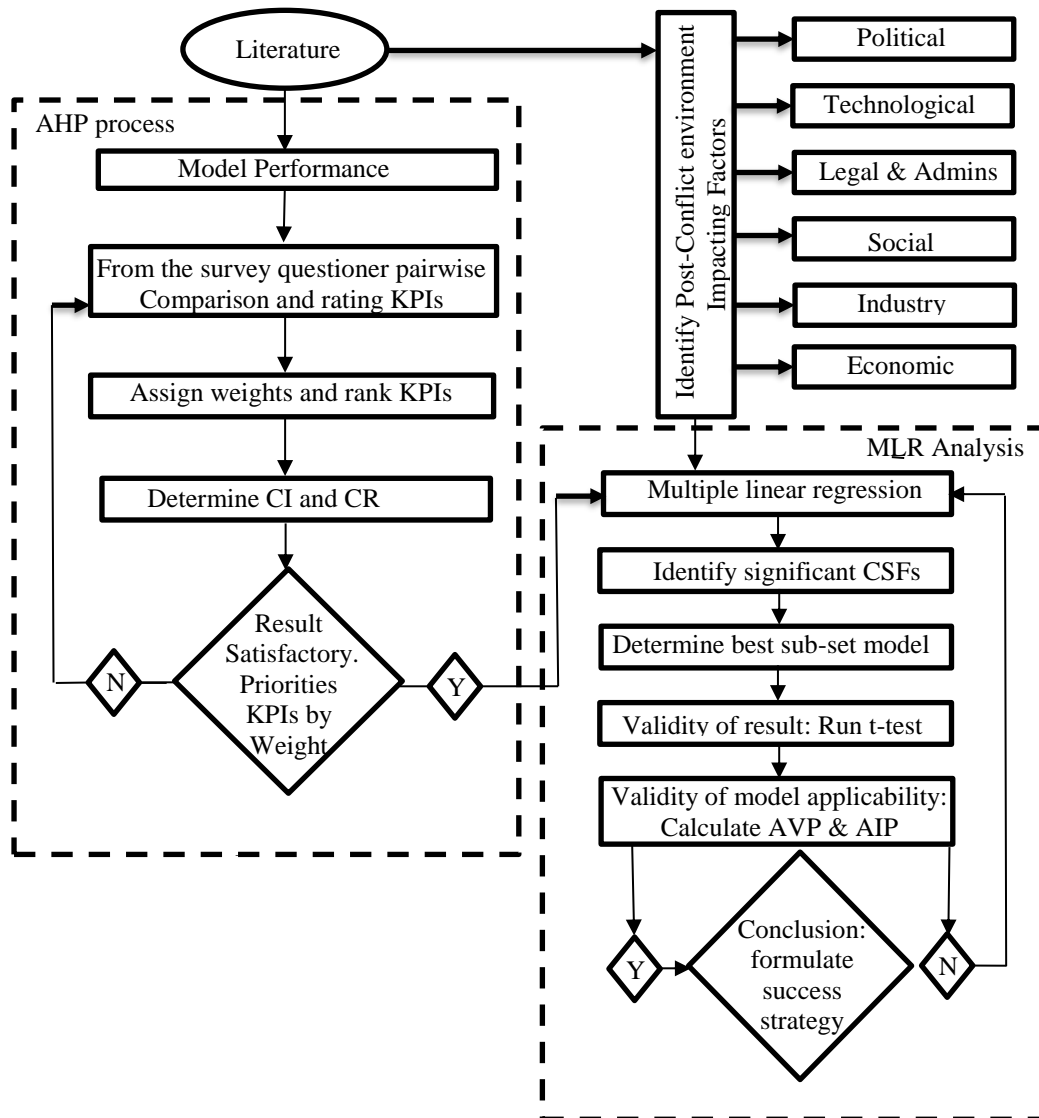 Literature
AHP process
Model Performance
From the survey questioner pairwise
Comparison and rating KPIs
Assign weights and rank KPIs
Determine CI and CR
Result
Satisfactory.
Priorities
KPIs by
Weight
N
Y
Identify Post-Conflict environment
Impacting Factors
Political
Technological
Legal & Admins
Social
Industry
Economic
MLR Analysis
Multiple linear regression
Identify significant CSFs
Determine best sub-set model
Validity of result: Run t-test
Validity of model applicability:
Calculate AVP & AIP
Y
Conclusion:
formulate
success
strategy
N